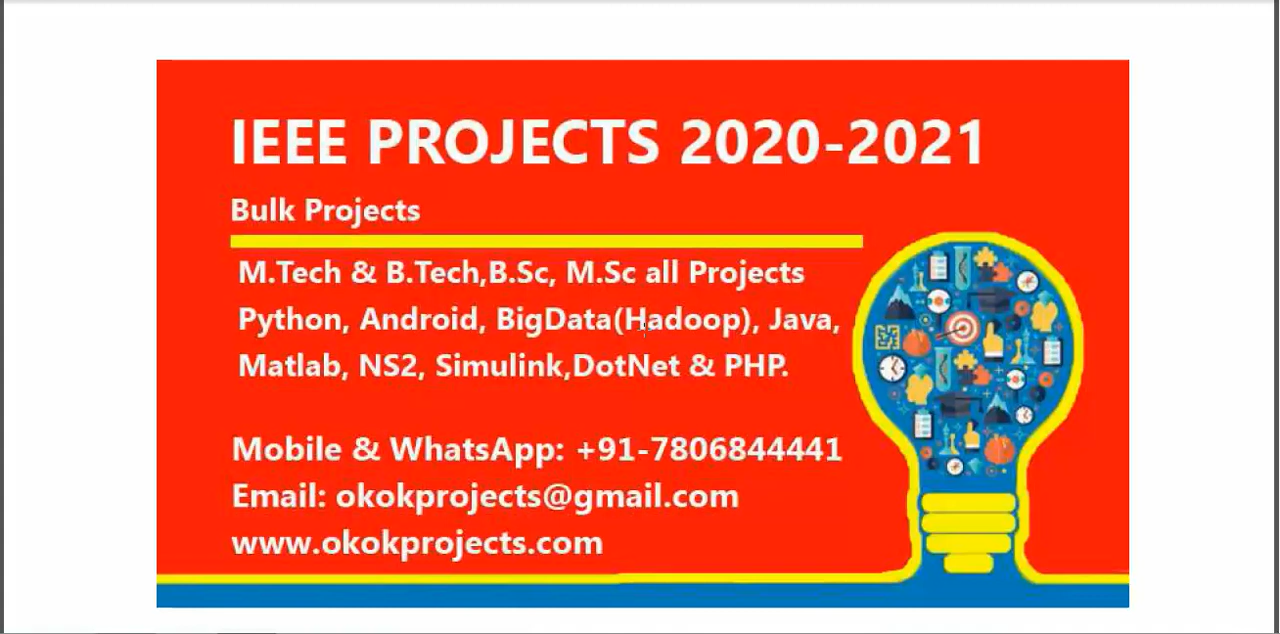 IEEE PROJECTS 2020-2021
Bulk Projects
M.Tech & B.Tech,B.Sc, M.Sc all Projects
Python, Android, BigData(Hadoop), Java,
Matlab, NS2, Simulink,DotNet & PHP.
Mobile & WhatsApp: +91-7806844441
Email: okokprojects@gmail.com
www.okokprojects.com